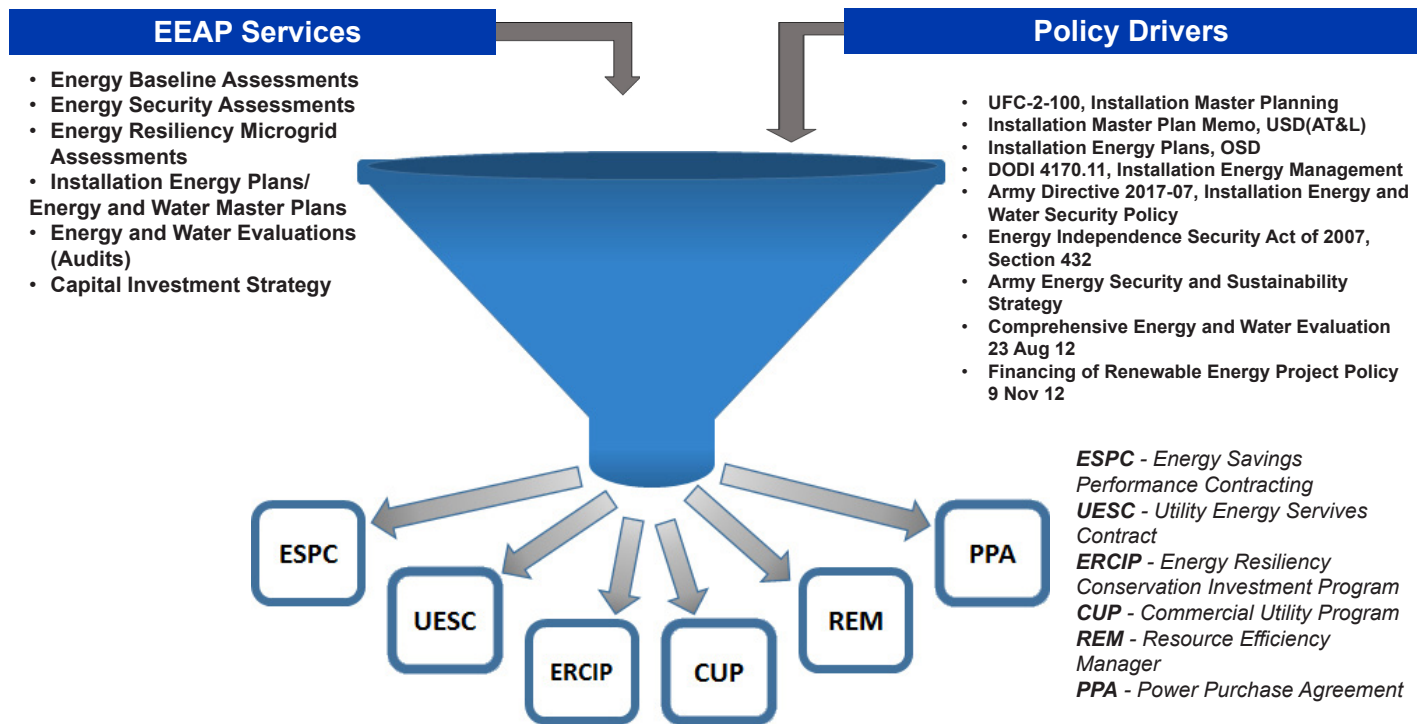 EEAP Services
• Energy Baseline Assessments
• Energy Security Assessments
• Energy Resiliency Microgrid
Assessments
• Installation Energy Plans/
Energy and Water Master Plans
• Energy and Water Evaluations
(Audits)
• Capital Investment Strategy
Policy Drivers
• UFC-2-100, Installation Master Planning
• Installation Master Plan Memo, USD(AT&L)
• Installation Energy Plans, OSD
• DODI 4170.11, Installation Energy Management
• Army Directive 2017-07, Installation Energy and
Water Security Policy
• Energy Independence Security Act of 2007,
Section 432
• Army Energy Security and Sustainability
Strategy
• Comprehensive Energy and Water Evaluation
23 Aug 12
• Financing of Renewable Energy Project Policy
9 Nov 12
ESPC
UESC
ERCIP
CUP
REM
PPA
ESPC - Energy Savings
Performance Contracting
UESC - Utility Energy Servives
Contract
ERCIP - Energy Resiliency
Conservation Investment Program
CUP - Commercial Utility Program
REM - Resource Efficiency
Manager
PPA - Power Purchase Agreement